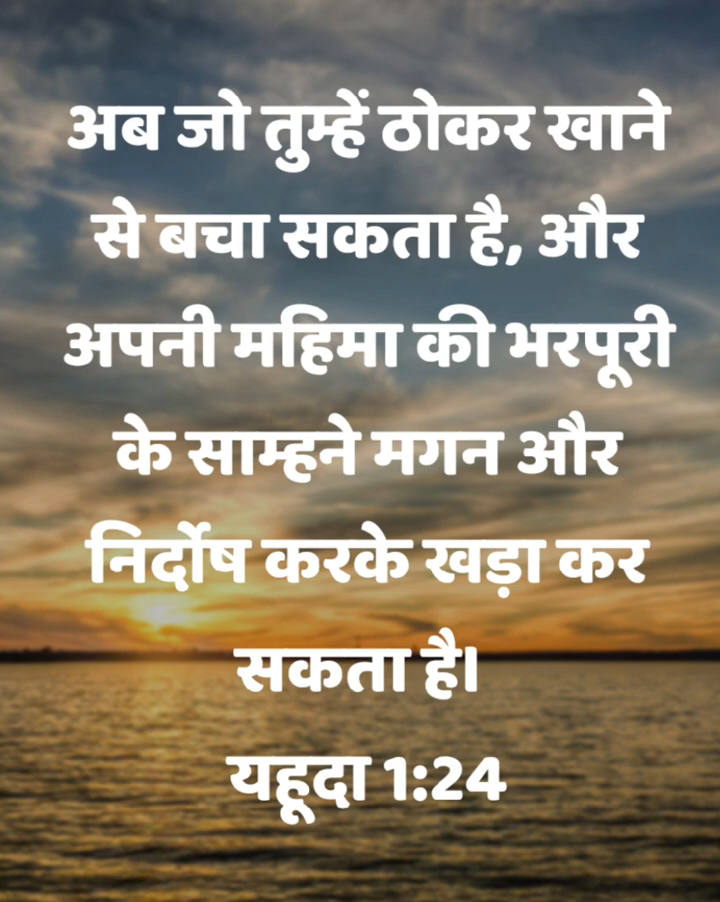 अब जो तुम्हें ठोकर खाने
से बचा सकता है, और
अपनी महिमा की भरपूरी
के साम्हने मगन और
निर्दोष करके खड़ा कर
सकता है।
यहूदा 1:24